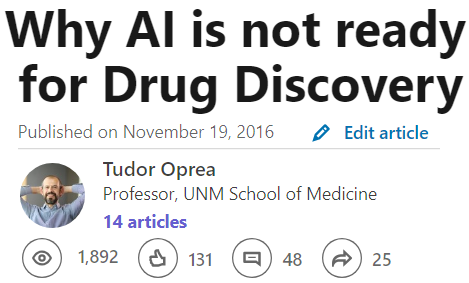 Why AI is not ready
for Drug Discovery
Published on November 19, 2016
Edit article
Tudor Oprea
Professor, UNM School of Medicine
14 articles
1,892
131
48
25